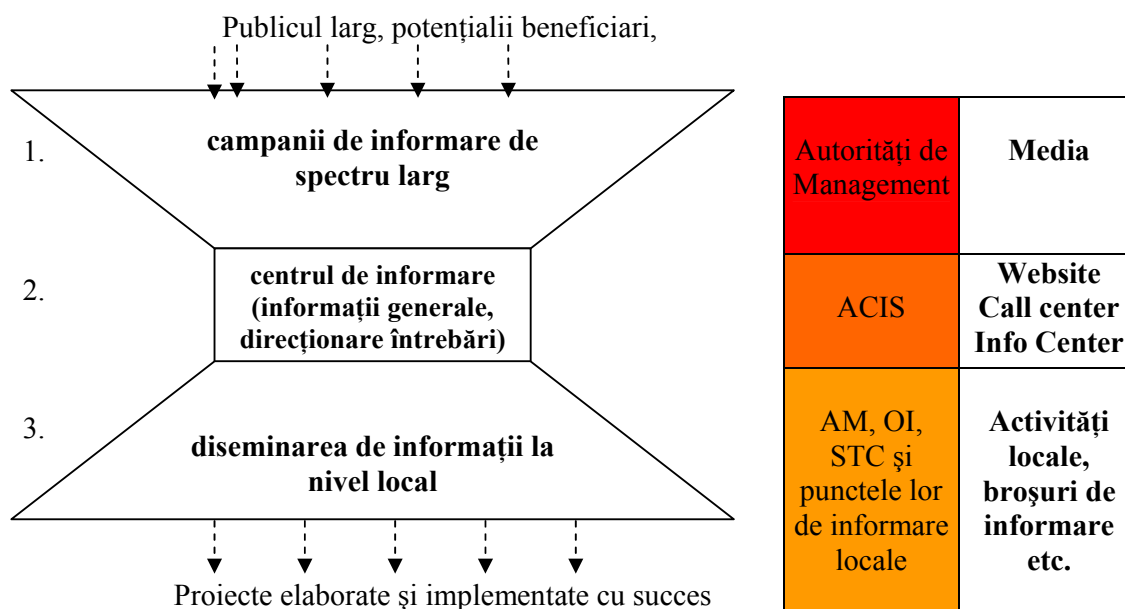 Publicul larg, potențialii beneficiari,
1.
campanii de informare de
spectru larg
2.
centrul de informare
(informații generale,
direcționare întrebări)
3.
diseminarea de informații la
nivel local
Proiecte elaborate și implementate cu succes
Autorități de
Management
Media
ACIS
Website
Call center
Info Center
AM, OI,
STC şi
punctele lor
de informare
locale
Activități
locale,
broşuri de
informare
etc.